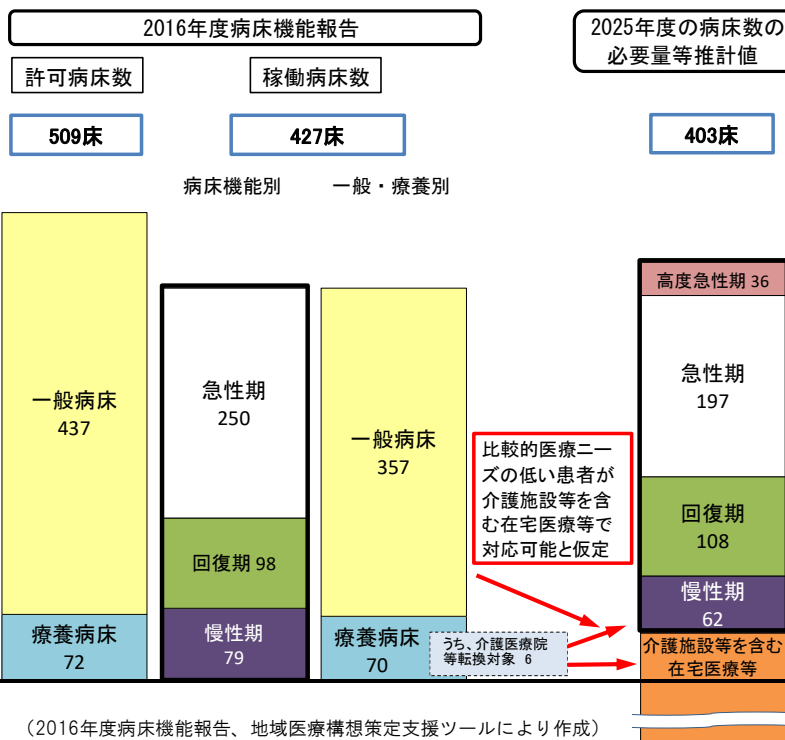 2016年度病床機能報告
2025年度の病床数の
必要量等推計値
許可病床数
稼働病床数
509床
427床
403床
病床機能別
一般・療養別
一般病床
437
療養病床
72
急性期
250
回復期 98
慢性期
79
一般病床
357
療養病床
70
比較的医療ニー
ズの低い患者が
介護施設等を含
む在宅医療等で
対応可能と仮定
うち、介護医療院
等転換対象 6
高度急性期 36
急性期
197
回復期
108
慢性期
62
介護施設等を含む
在宅医療等
（2016年度病床機能報告、地域医療構想策定支援ツールにより作成）